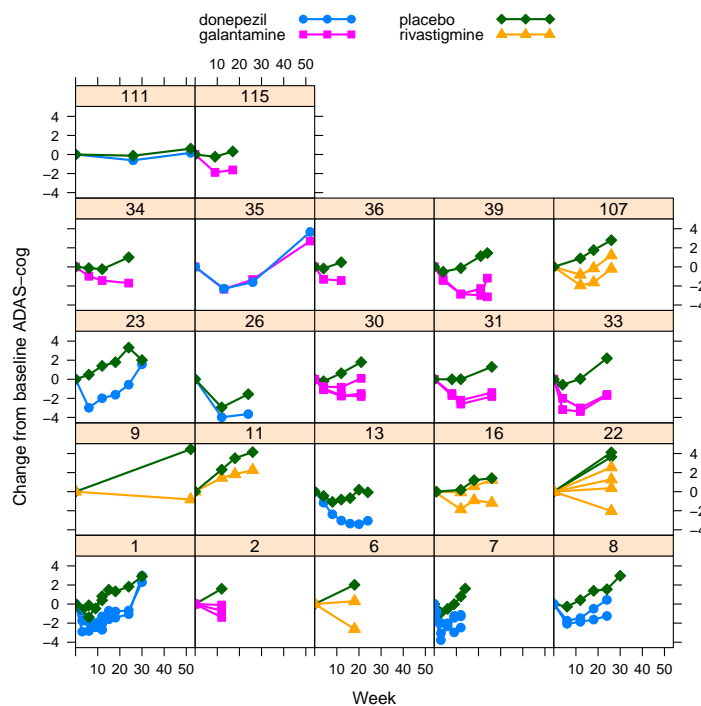 donepezil placebo
galantamine rivastigmine
10 20 30 40 50
111 115
4
2
0
−2
−4
34 35 36 39 107
4
2
0
−2
−4
23 26 30 31 33
4
2
0
−2
−4
9 11 13 16 22
4
2
0
−2
−4
1 2 6 7 8
4
2
0
−2
−4
10 20 30 40 50 10 20 30 40 50 10 20 30 40 50
Change from baseline ADAS−cog
Week